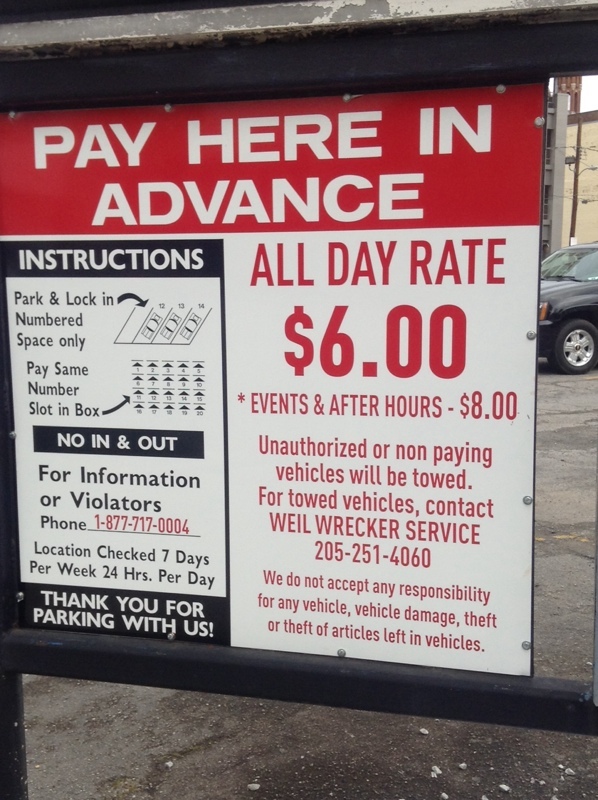 PAY HERE IN
ADVANCE
INSTRUCTIONS
Park & Lock in
Numbered
Space only
12 13 14
Pay Same
Number
Slot in Box
NO IN & OUT
For Information
or Violators
Phone 1-877-717-0004
Location Checked 7 Days
Per Week 24 Hrs. Per Day
THANK YOU FOR
PARKING WITH US!
ALL DAY RATE
$6.00
* EVENTS & AFTER HOURS - $8.00
Unauthorized or non paying
vehicles will be towed.
For towed vehicles, contact
WEIL WRECKER SERVICE
205-251-4060
We do not accept any responsibility
for any vehicle, vehicle damage, theft
or theft of articles left in vehicles.